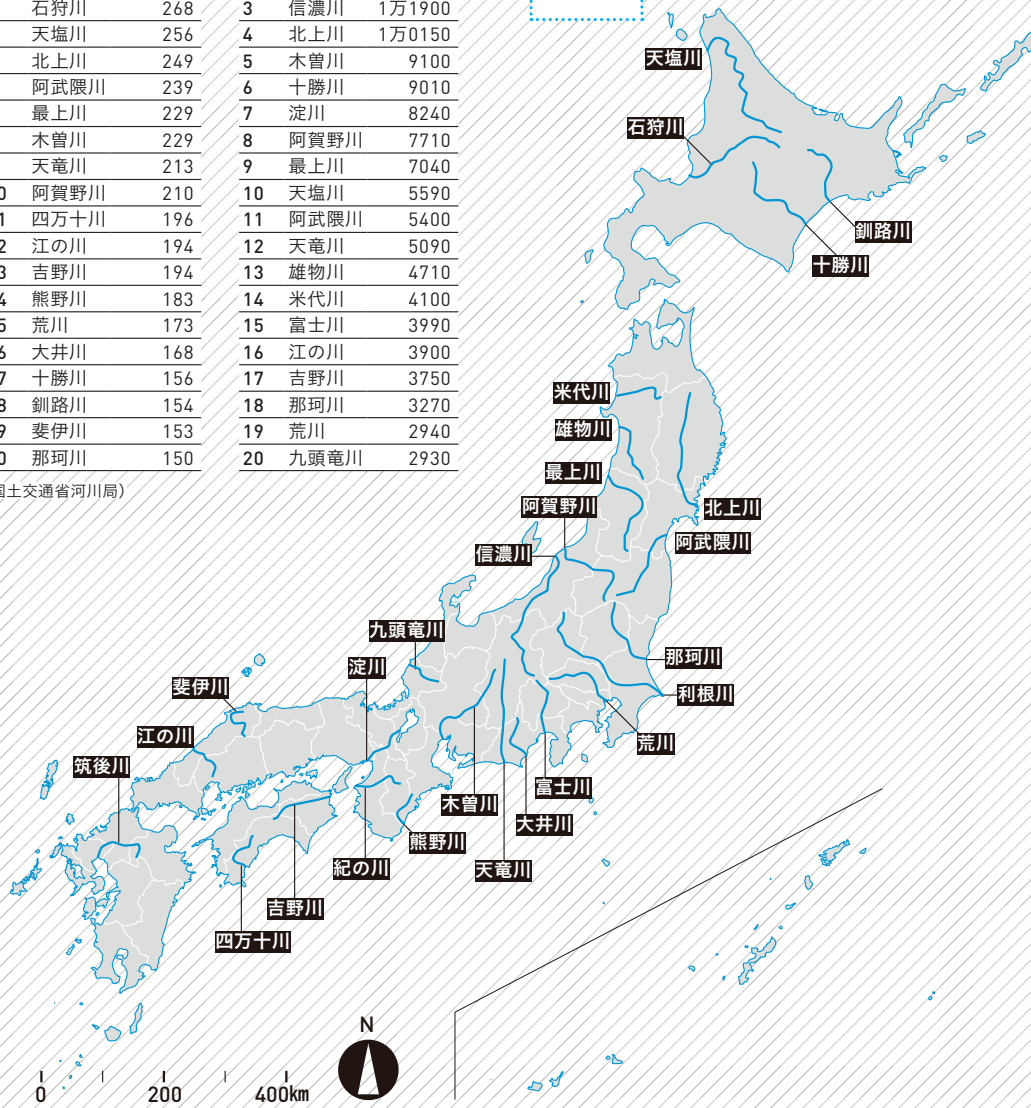 石狩川 268
天塩川 256
北上川 249
阿武隈川 239
最上川 229
木曽川 229
天竜川 213
0 阿賀野川 210
1 四万十川 196
2 江の川 194
3 吉野川 194
4 熊野川 183
5 荒川 173
6 大井川 168
7 十勝川 156
8 釧路川 154
9 斐伊川 153
0 那珂川 150
国土交通省河川局)
3 信濃川 1万1900
4 北上川 1万0150
5 木曽川 9100
6 十勝川 9010
7 淀川 8240
8 阿賀野川 7710
9 最上川 7040
10 天塩川 5590
11 阿武隈川 5400
12 天竜川 5090
13 雄物川 4710
14 米代川 4100
15 富士川 3990
16 江の川 3900
17 吉野川 3750
18 那珂川 3270
19 荒川 2940
20 九頭竜川 2930
天塩川
石狩川
釧路川
十勝川
米代川
雄物川
最上川
阿賀野川
北上川
信濃川
阿武隈川
九頭竜川
淀川
那珂川
斐伊川
利根川
江の川
荒川
筑後川
富士川
木曽川
大井川
熊野川
紀の川
天竜川
吉野川
四万十川
N
0 200 400km